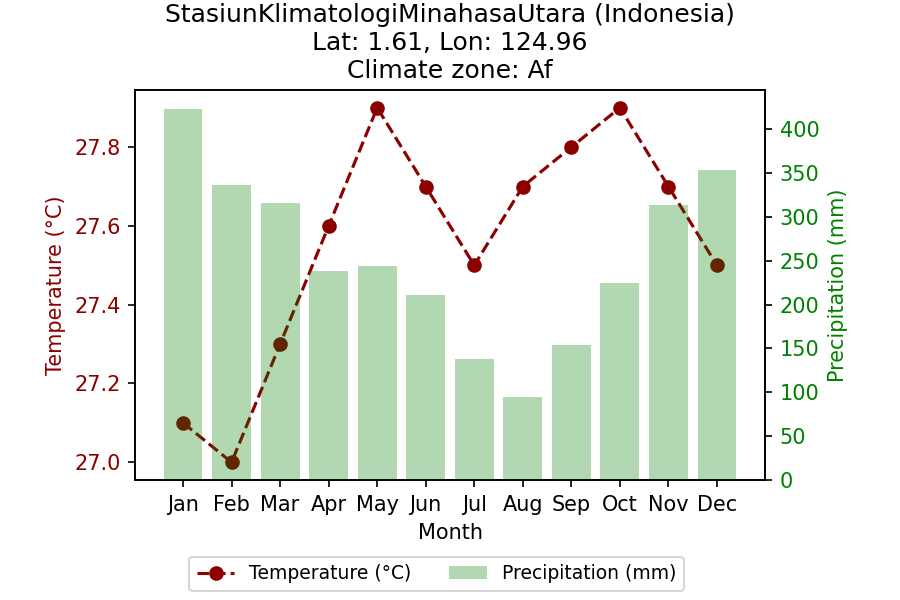 StasiunKlimatologiMinahasaUtara (Indonesia)
Lat: 1.61, Lon: 124.96
Climate zone: Af
27.8
27.6
27.4
27.2
27.0
Temperature (°C)
400
350
300
250
200
150
100
50
0
Precipitation (mm)
Jan Feb Mar Apr May Jun Jul Aug Sep Oct Nov Dec
Month
Temperature (°C) Precipitation (mm)